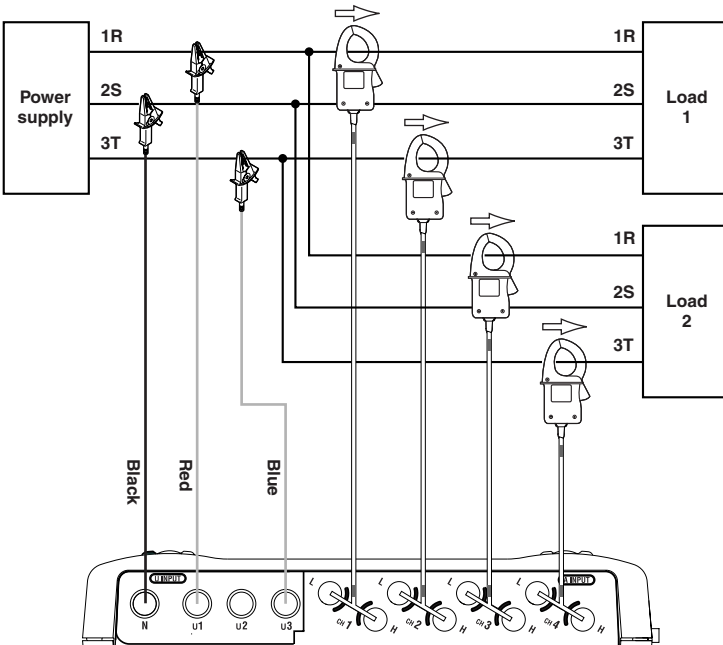 1R
1R
Power
supply
2S
2S
Load
1
3T
3T
1R
2S
Load
2
3T
Black
Red
Blue
U INPUT
A INPUT
N
U1
U2
U3
L
CH 1
H
L
CH 2
H
L
CH 3
H
L
CH 4
H